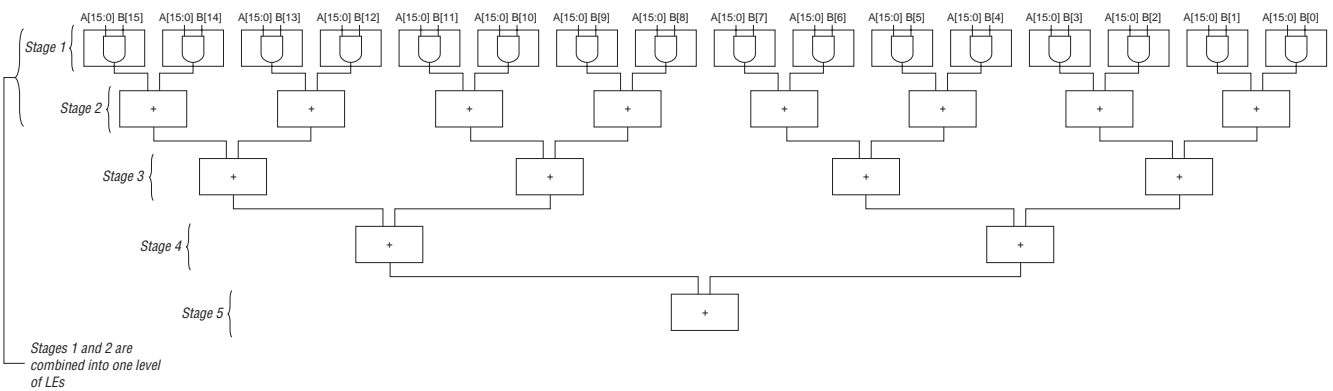 A[15:0] B[15] A[15:0] B[14] A[15:0] B[13] A[15:0] B[12] A[15:0] B[11] A[15:0] B[10] A[15:0] B[9] A[15:0] B[8] A[15:0] B[7] A[15:0] B[6] A[15:0] B[5] A[15:0] B[4] A[15:0] B[3] A[15:0] B[2] A[15:0] B[1] A[15:0] B[0]
Stage 1
Stage 2 + + + + + + + +
Stage 3 + + + +
Stage 4 + +
Stage 5 +
Stages 1 and 2 are
combined into one level
of LEs